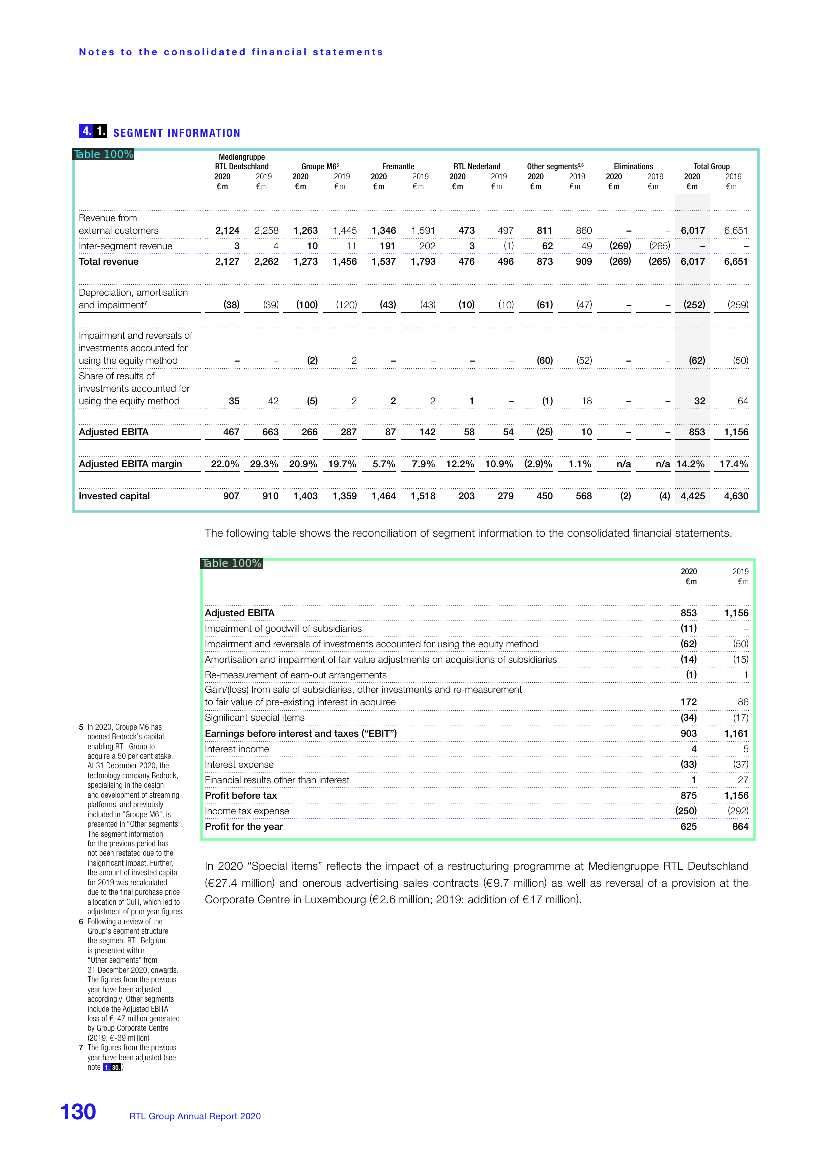 Notes to the consolidated financial statements
4. 1. SEGMENT INFORMATION
Table 100%
Mediengruppe
RTL Deutschland Groupe M6⁵ Fremantle RTL Nederland Other segments⁵,⁶ Eliminations Total Group
2020 2019 2020 2019 2020 2019 2020 2019 2020 2019 2020 2019 2020 2019
€m €m €m €m €m €m €m €m €m €m €m €m €m €m
Revenue from
external customers 2,124 2,258 1,263 1,445 1,346 1,591 473 497 811 860 – – 6,017 6,651
Inter-segment revenue 3 4 10 11 191 202 3 (1) 62 49 (269) (265) – –
Total revenue 2,127 2,262 1,273 1,456 1,537 1,793 476 496 873 909 (269) (265) 6,017 6,651
Depreciation, amortisation
and impairment⁷ (38) (39) (100) (120) (43) (43) (10) (10) (61) (47) – – (252) (259)
Impairment and reversals of
investments accounted for
using the equity method – – (2) 2 – – – – (60) (52) – – (62) (50)
Share of results of
investments accounted for
using the equity method 35 42 (5) 2 2 2 1 – (1) 18 – – 32 64
Adjusted EBITA 467 663 266 287 87 142 58 54 (25) 10 – – 853 1,156
Adjusted EBITA margin 22.0% 29.3% 20.9% 19.7% 5.7% 7.9% 12.2% 10.9% (2.9)% 1.1% n/a n/a 14.2% 17.4%
Invested capital 907 910 1,403 1,359 1,464 1,518 203 279 450 568 (2) (4) 4,425 4,630
The following table shows the reconciliation of segment information to the consolidated financial statements.
Table 100%
2020 2019
€m €m
Adjusted EBITA 853 1,156
Impairment of goodwill of subsidiaries (11) –
Impairment and reversals of investments accounted for using the equity method (62) (50)
Amortisation and impairment of fair value adjustments on acquisitions of subsidiaries (14) (15)
Re-measurement of earn-out arrangements (1) 1
Gain/(loss) from sale of subsidiaries, other investments and re-measurement
to fair value of pre-existing interest in acquiree 172 86
Significant special items (34) (17)
Earnings before interest and taxes (“EBIT”) 903 1,161
Interest income 4 5
Interest expense (33) (37)
Financial results other than interest 1 27
Profit before tax 875 1,156
Income tax expense (250) (292)
Profit for the year 625 864
In 2020 “Special items” reflects the impact of a restructuring programme at Mediengruppe RTL Deutschland
(€27.4 million) and onerous advertising sales contracts (€9.7 million) as well as reversal of a provision at the
Corporate Centre in Luxembourg (€2.6 million; 2019: addition of €17 million).
5 In 2020, Groupe M6 has
opened Bedrock's capital,
enabling RTL Group to
acquire a 50 per cent stake.
At 31 December 2020, the
technology company Bedrock,
specialising in the design
and development of streaming
platforms, and previously
included in “Groupe M6”, is
presented in “Other segments”.
The segment information
for the previous period has
not been restated due to the
insignificant impact. Further,
the amount of invested capital
for 2019 was recalculated
due to the final purchase price
allocation of Gulli, which led to
adjustment of prior year figures
6 Following a review of the
Group's segment structure
the segment RTL Belgium
is presented within
“Other segments” from
31 December 2020, onwards.
The figures from the previous
year have been adjusted
accordingly. Other segments
include the Adjusted EBITA
loss of €-47 million generated
by Group Corporate Centre
(2019: €-39 million)
7 The figures from the previous
year have been adjusted (see
note 1. 30.)
130 RTL Group Annual Report 2020